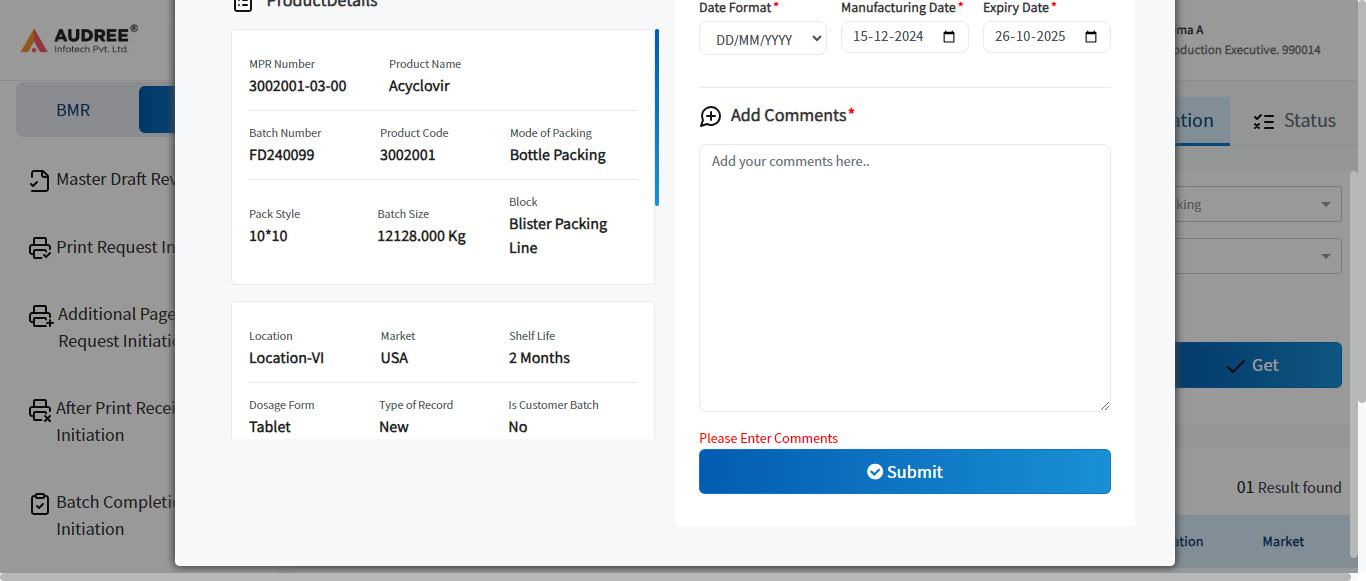 ProductDetails
Date Format* Manufacturing Date* Expiry Date*
DD/MM/YYYY 15-12-2024 26-10-2025
AUDREE®
Infotech Pvt. Ltd.
BMR
Master Draft Rev
Print Request In
Additional Page
Request Initiatio
After Print Recei
Initiation
Batch Completi
Initiation
MPR Number Product Name
3002001-03-00 Acyclovir
Batch Number Product Code Mode of Packing
FD240099 3002001 Bottle Packing
Pack Style Batch Size Block
10*10 12128.000 Kg Blister Packing
Line
Location Market Shelf Life
Location-VI USA 2 Months
Dosage Form Type of Record Is Customer Batch
Tablet New No
Add Comments*
Add your comments here..
Please Enter Comments
Submit
ma A
oduction Executive. 990014
ation Status
king
Get
01 Result found
ation Market